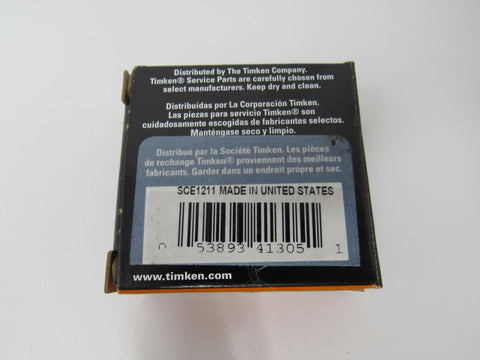 Distributed by The Timken Company.
Timken® Service Parts are carefully chosen from
select manufacturers. Keep dry and clean.
Distribuidas por La Corporación Timken.
Las piezas para servicio Timken® son
cuidadosamente escogidas de fabricantes selectos.
Manténgase seco y limpio.
Distribué par la Société Timken. Les pièces
de rechange Timken® proviennent des meilleurs
fabricants. Garder dans un endroit propre et sec.
SCE1211 MADE IN UNITED STATES
0 53893 41305 1
www.timken.com